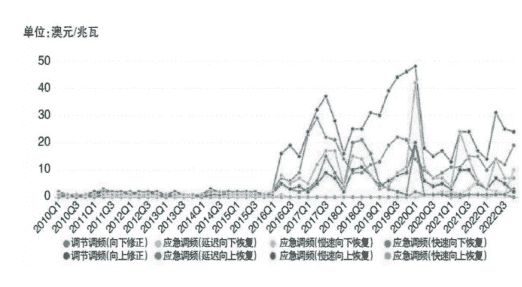 单位:澳元/兆瓦
50
40
30
20
10
0
2010Q1 2010Q3 2011Q1 2011Q3 2012Q1 2012Q3 2013Q1 2013Q3 2014Q1 2014Q3 2015Q1 2015Q3 2016Q1 2016Q3 2017Q1 2017Q3 2018Q1 2018Q3 2019Q1 2019Q3 2020Q1 2020Q3 2021Q1 2021Q3 2022Q1 2022Q3
调节调频(向下修正) 应急调频(延迟向下恢复) 应急调频(慢速向下恢复) 应急调频(快速向下恢复)
调节调频(向上修正) 应急调频(延迟向上恢复) 应急调频(慢速向上恢复) 应急调频(快速向上恢复)